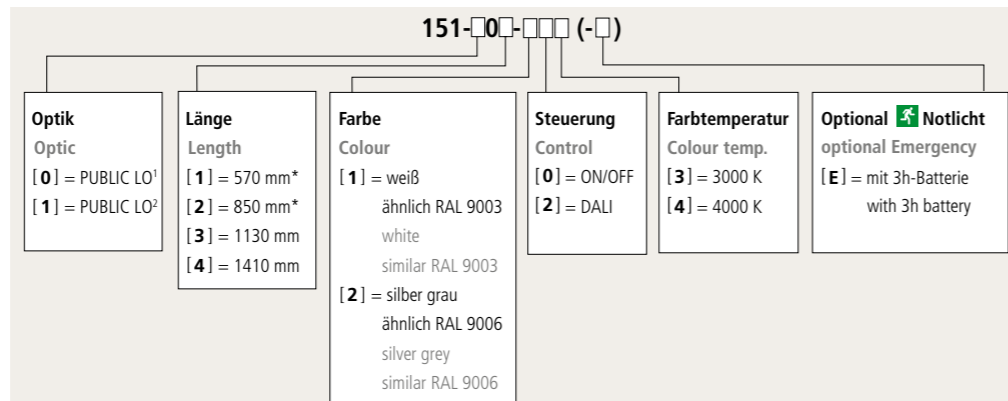 151-□0□-□□□ (-□)
Optik
Optic
[0] = PUBLIC LO¹
[1] = PUBLIC LO²
Länge
Length
[1] = 570 mm*
[2] = 850 mm*
[3] = 1130 mm
[4] = 1410 mm
Farbe
Colour
[1] = weiß
ähnlich RAL 9003
white
similar RAL 9003
[2] = silber grau
ähnlich RAL 9006
silver grey
similar RAL 9006
Steuerung
Control
[0] = ON/OFF
[2] = DALI
Farbtemperatur
Colour temp.
[3] = 3000 K
[4] = 4000 K
Optional Notlicht
optional Emergency
[E] = mit 3h-Batterie
with 3h battery